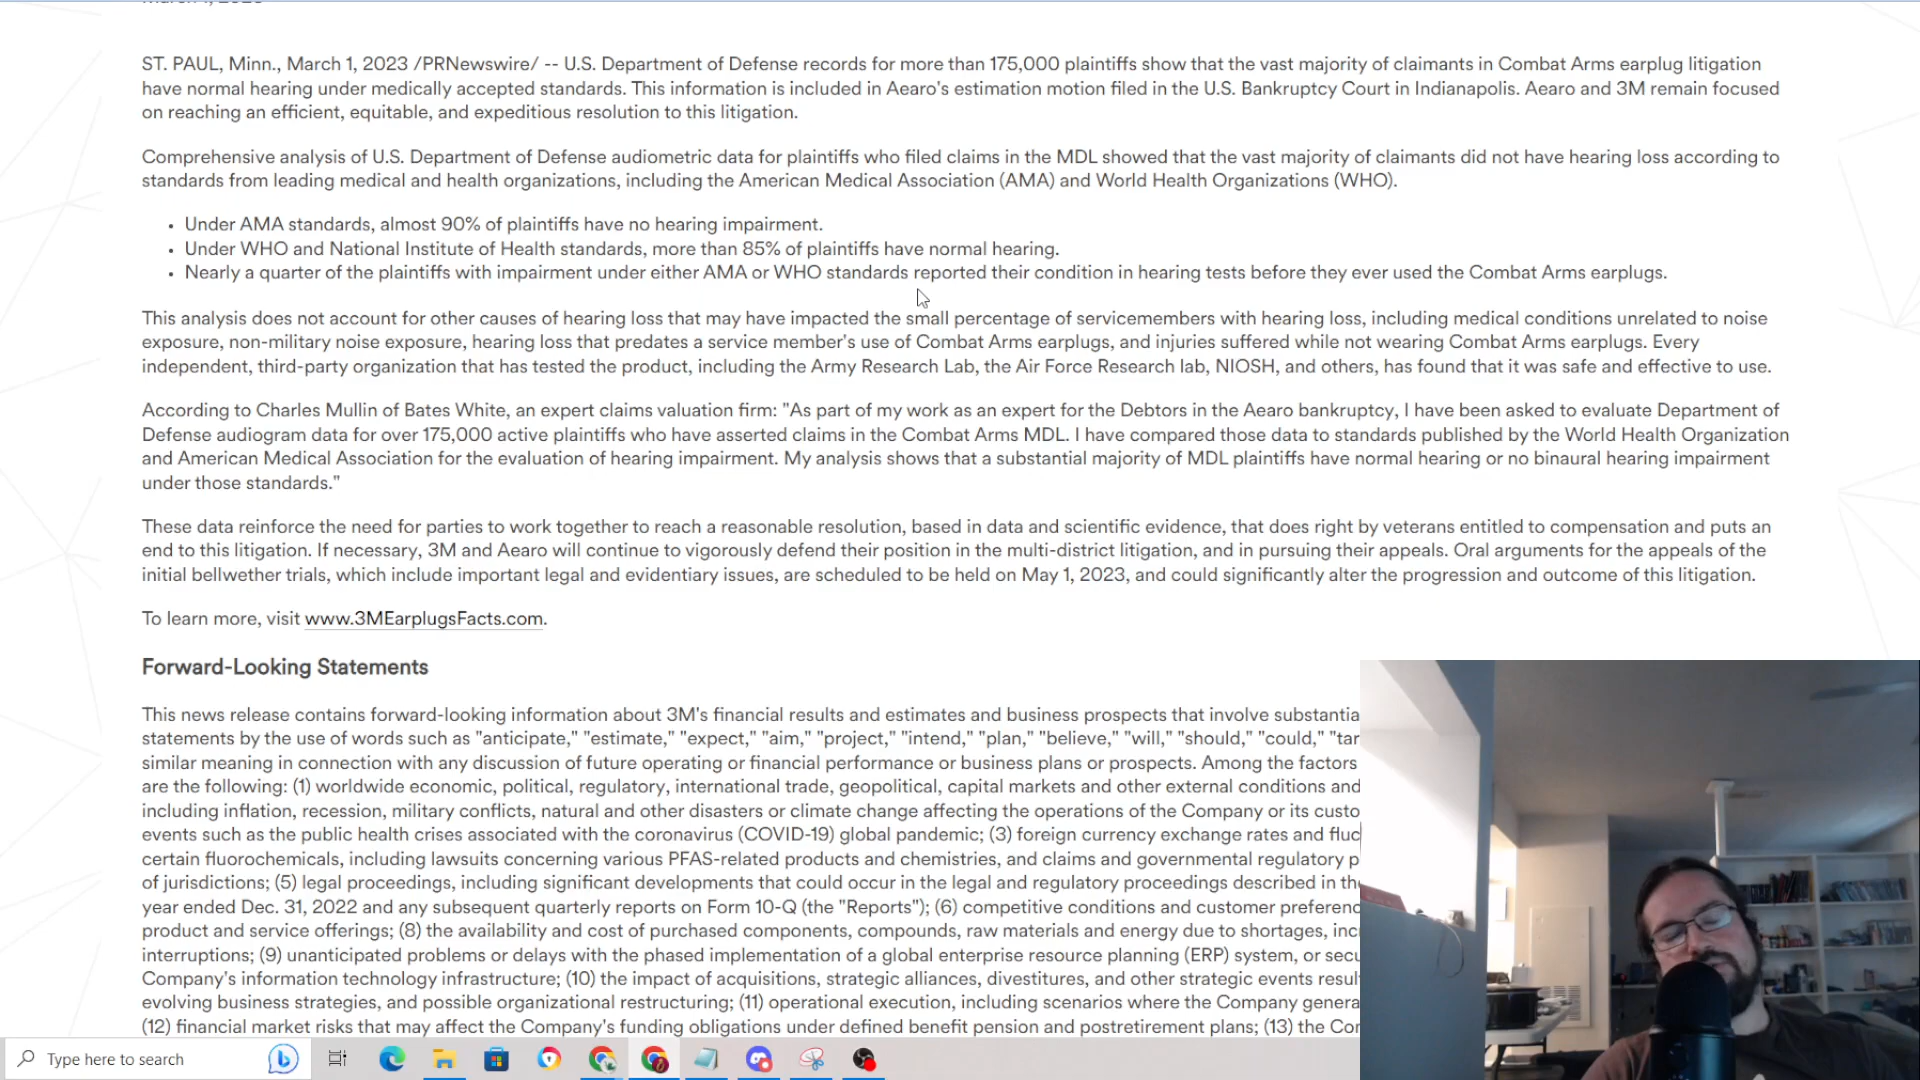 ST. PAUL, Minn., March 1, 2023 /PRNewswire/ -- U.S. Department of Defense records for more than 175,000 plaintiffs show that the vast majority of claimants in Combat Arms earplug litigation
have normal hearing under medically accepted standards. This information is included in Aearo's estimation motion filed in the U.S. Bankruptcy Court in Indianapolis. Aearo and 3M remain focused
on reaching an efficient, equitable, and expeditious resolution to this litigation.
Comprehensive analysis of U.S. Department of Defense audiometric data for plaintiffs who filed claims in the MDL showed that the vast majority of claimants did not have hearing loss according to
standards from leading medical and health organizations, including the American Medical Association (AMA) and World Health Organizations (WHO).
• Under AMA standards, almost 90% of plaintiffs have no hearing impairment.
• Under WHO and National Institute of Health standards, more than 85% of plaintiffs have normal hearing.
• Nearly a quarter of the plaintiffs with impairment under either AMA or WHO standards reported their condition in hearing tests before they ever used the Combat Arms earplugs.
This analysis does not account for other causes of hearing loss that may have impacted the small percentage of servicemembers with hearing loss, including medical conditions unrelated to noise
exposure, non-military noise exposure, hearing loss that predates a service member's use of Combat Arms earplugs, and injuries suffered while not wearing Combat Arms earplugs. Every
independent, third-party organization that has tested the product, including the Army Research Lab, the Air Force Research lab, NIOSH, and others, has found that it was safe and effective to use.
According to Charles Mullin of Bates White, an expert claims valuation firm: "As part of my work as an expert for the Debtors in the Aearo bankruptcy, I have been asked to evaluate Department of
Defense audiogram data for over 175,000 active plaintiffs who have asserted claims in the Combat Arms MDL. I have compared those data to standards published by the World Health Organization
and American Medical Association for the evaluation of hearing impairment. My analysis shows that a substantial majority of MDL plaintiffs have normal hearing or no binaural hearing impairment
under those standards."
These data reinforce the need for parties to work together to reach a reasonable resolution, based in data and scientific evidence, that does right by veterans entitled to compensation and puts an
end to this litigation. If necessary, 3M and Aearo will continue to vigorously defend their position in the multi-district litigation, and in pursuing their appeals. Oral arguments for the appeals of the
initial bellwether trials, which include important legal and evidentiary issues, are scheduled to be held on May 1, 2023, and could significantly alter the progression and outcome of this litigation.
To learn more, visit www.3MEarplugsFacts.com.
Forward-Looking Statements
This news release contains forward-looking information about 3M's financial results and estimates and business prospects that involve substantia
statements by the use of words such as "anticipate," "estimate," "expect," "aim," "project," "intend," "plan," "believe," "will," "should," "could," "tar
similar meaning in connection with any discussion of future operating or financial performance or business plans or prospects. Among the factors
are the following: (1) worldwide economic, political, regulatory, international trade, geopolitical, capital markets and other external conditions and
including inflation, recession, military conflicts, natural and other disasters or climate change affecting the operations of the Company or its custo
events such as the public health crises associated with the coronavirus (COVID-19) global pandemic; (3) foreign currency exchange rates and fluc
certain fluorochemicals, including lawsuits concerning various PFAS-related products and chemistries, and claims and governmental regulatory p
of jurisdictions; (5) legal proceedings, including significant developments that could occur in the legal and regulatory proceedings described in th
year ended Dec. 31, 2022 and any subsequent quarterly reports on Form 10-Q (the "Reports"); (6) competitive conditions and customer preferenc
product and service offerings; (8) the availability and cost of purchased components, compounds, raw materials and energy due to shortages, inc
interruptions; (9) unanticipated problems or delays with the phased implementation of a global enterprise resource planning (ERP) system, or secu
Company's information technology infrastructure; (10) the impact of acquisitions, strategic alliances, divestitures, and other strategic events resul
evolving business strategies, and possible organizational restructuring; (11) operational execution, including scenarios where the Company genera
(12) financial market risks that may affect the Company's funding obligations under defined benefit pension and postretirement plans; (13) the Cor
Type here to search